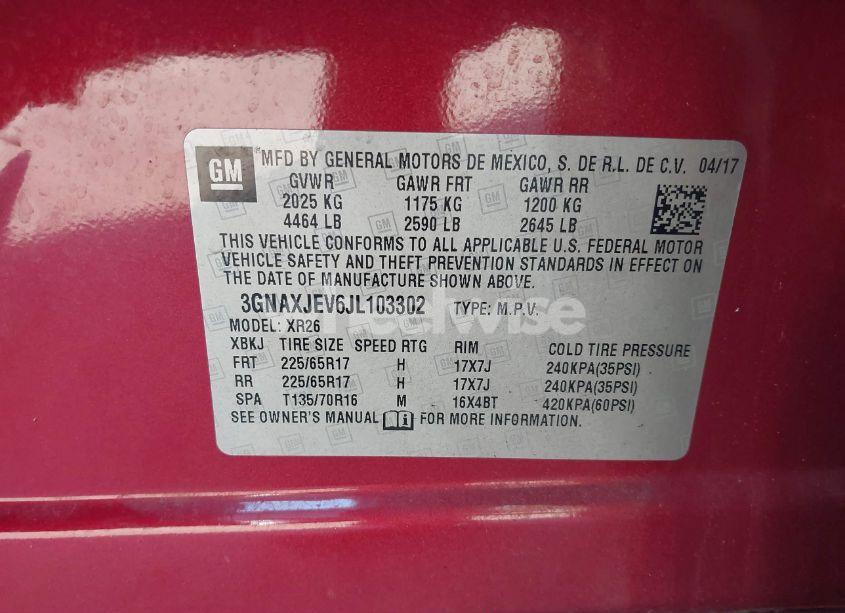 GM MFD BY GENERAL MOTORS DE MEXICO, S. DE R.L. DE C.V. 04/17
GVWR GAWR FRT GAWR RR
2025 KG 1175 KG 1200 KG
4464 LB 2590 LB 2645 LB
THIS VEHICLE CONFORMS TO ALL APPLICABLE U.S. FEDERAL MOTOR
VEHICLE SAFETY AND THEFT PREVENTION STANDARDS IN EFFECT ON
THE DATE OF MANUFACTURE SHOWN ABOVE.
3GNAXJEV6JL103302 TYPE: M.P.V.
MODEL: XR26
XBKJ TIRE SIZE SPEED RTG RIM COLD TIRE PRESSURE
FRT 225/65R17 H 17X7J 240KPA(35PSI)
RR 225/65R17 H 17X7J 240KPA(35PSI)
SPA T135/70R16 M 16X4BT 420KPA(60PSI)
SEE OWNER'S MANUAL FOR MORE INFORMATION.